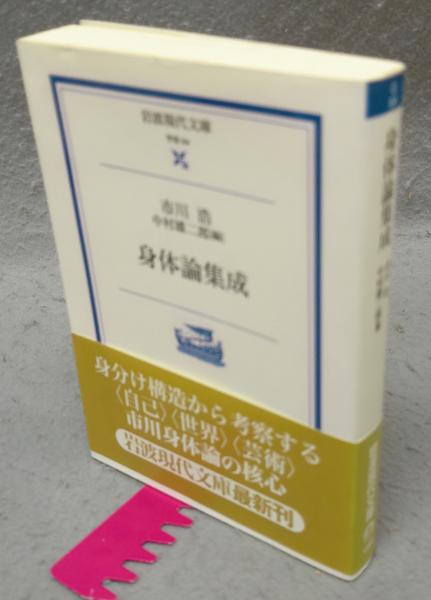 岩波現代文庫
市川 浩
中村雄二郎編
身体論集成
身分け構造から考察する
〈自己〉〈世界〉〈芸術〉
市川身体論の核心
岩波現代文庫最新刊
身体論集成